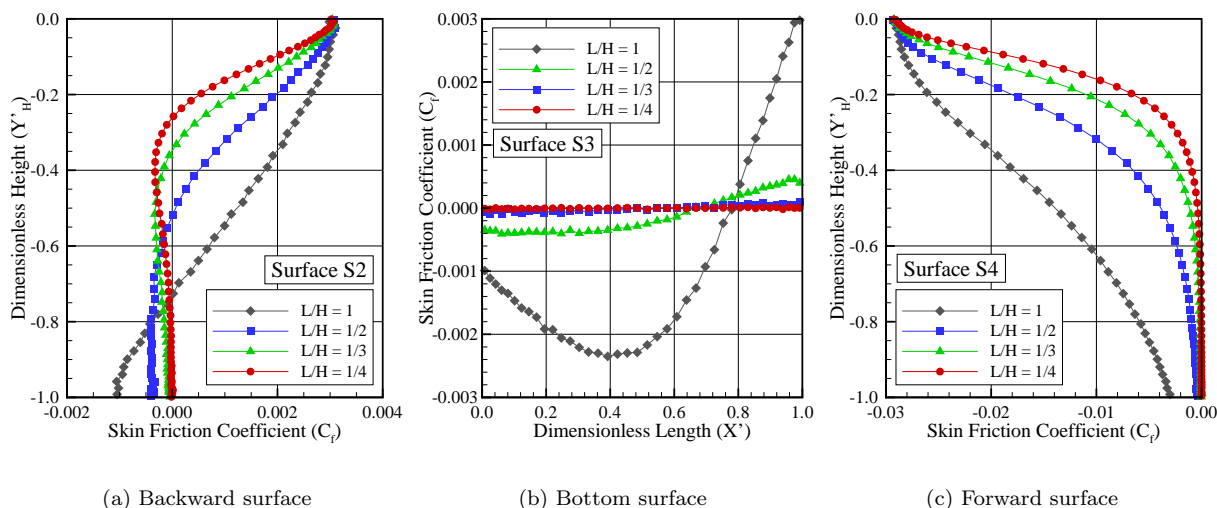 0.0
-0.2
-0.4
-0.6
-0.8
-1.0
Dimensionless Height (Y'H)
Surface S2
L/H = 1
L/H = 1/2
L/H = 1/3
L/H = 1/4
-0.002
0.000
0.002
0.004
Skin Friction Coefficient (Cf)
(a) Backward surface
0.003
0.002
0.001
0.000
-0.001
-0.002
-0.003
Skin Friction Coefficient (Cf)
L/H = 1
L/H = 1/2
L/H = 1/3
L/H = 1/4
Surface S3
0.0
0.2
0.4
0.6
0.8
1.0
Dimensionless Length (X')
(b) Bottom surface
0.0
-0.2
-0.4
-0.6
-0.8
-1.0
Dimensionless Height (Y'H)
Surface S4
L/H = 1
L/H = 1/2
L/H = 1/3
L/H = 1/4
-0.03
-0.02
-0.01
0.00
Skin Friction Coefficient (Cf)
(c) Forward surface